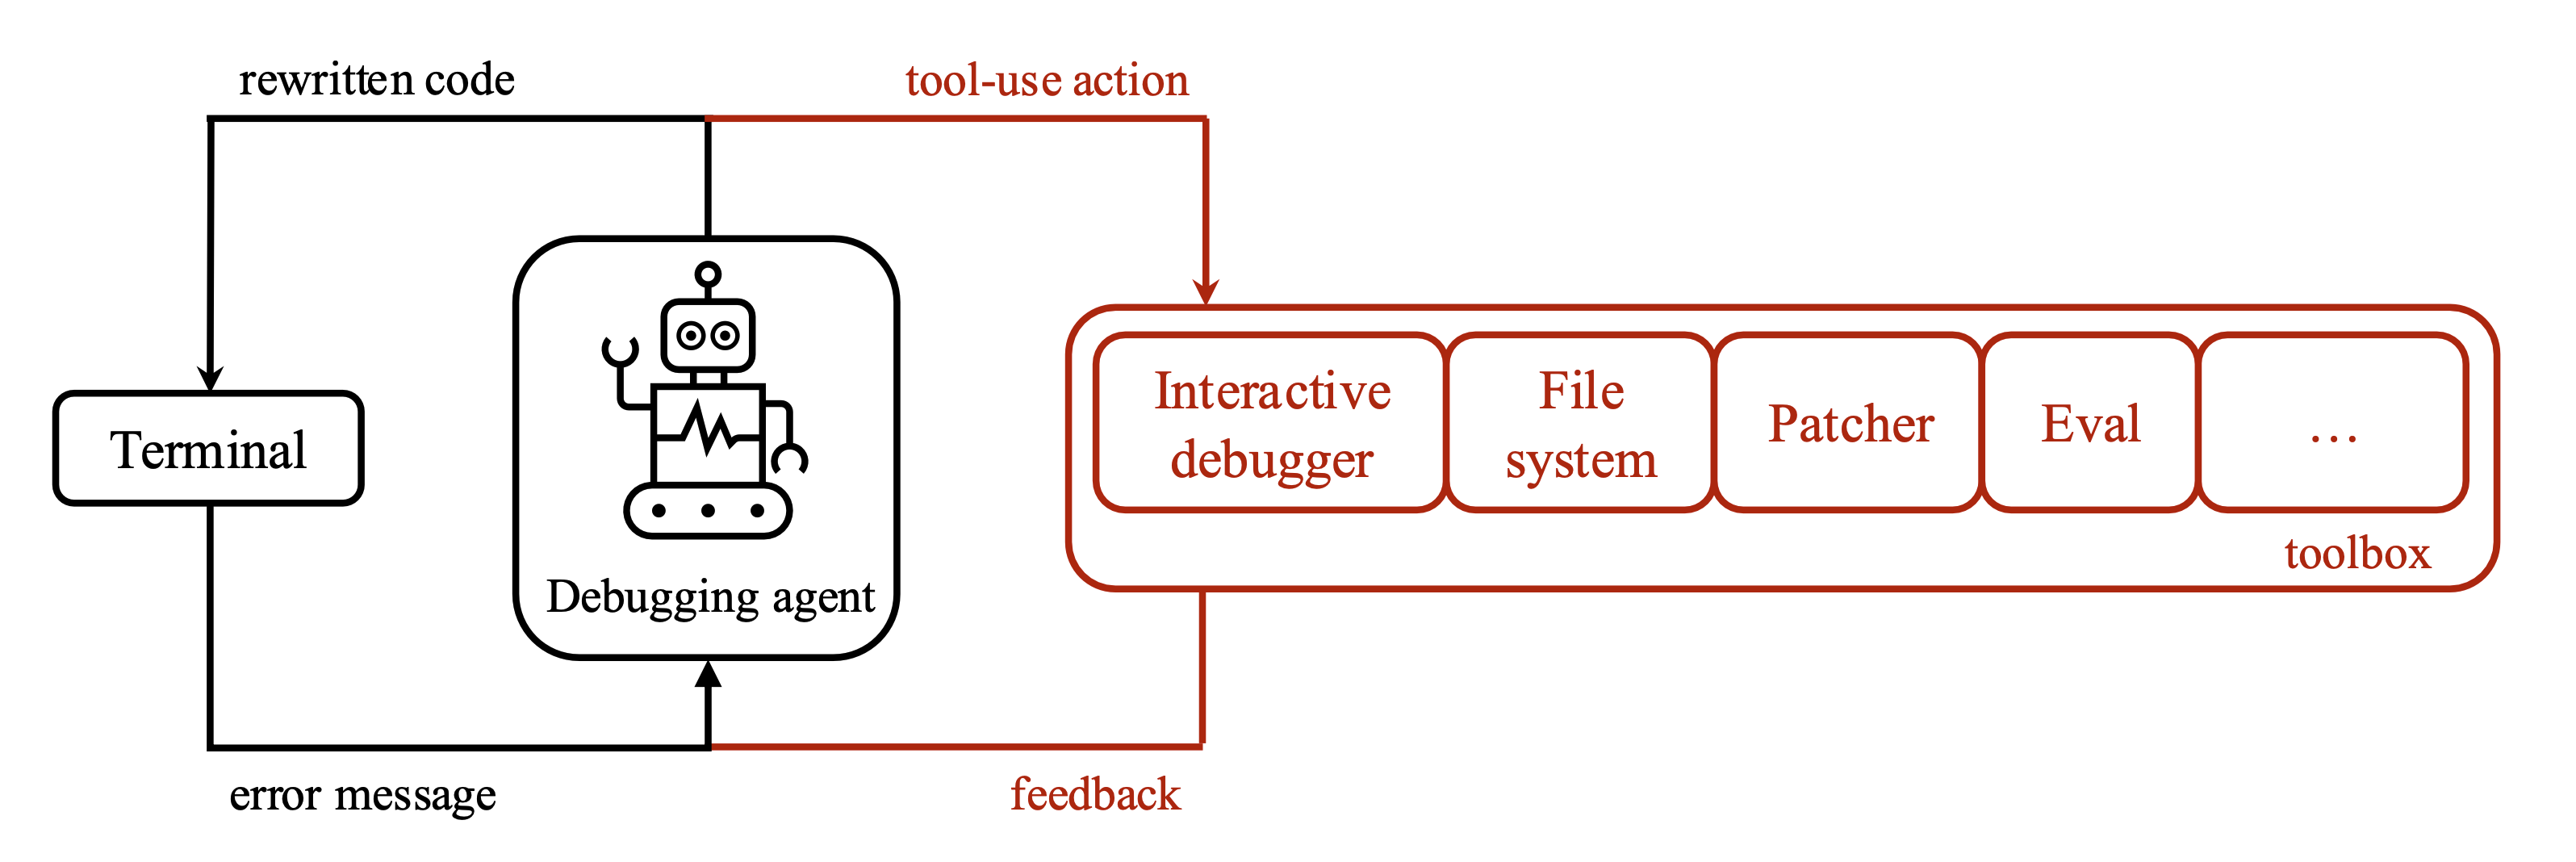 rewritten code
tool-use action
Terminal
Debugging agent
Interactive
debugger
File
system
Patcher
Eval
...
toolbox
error message
feedback